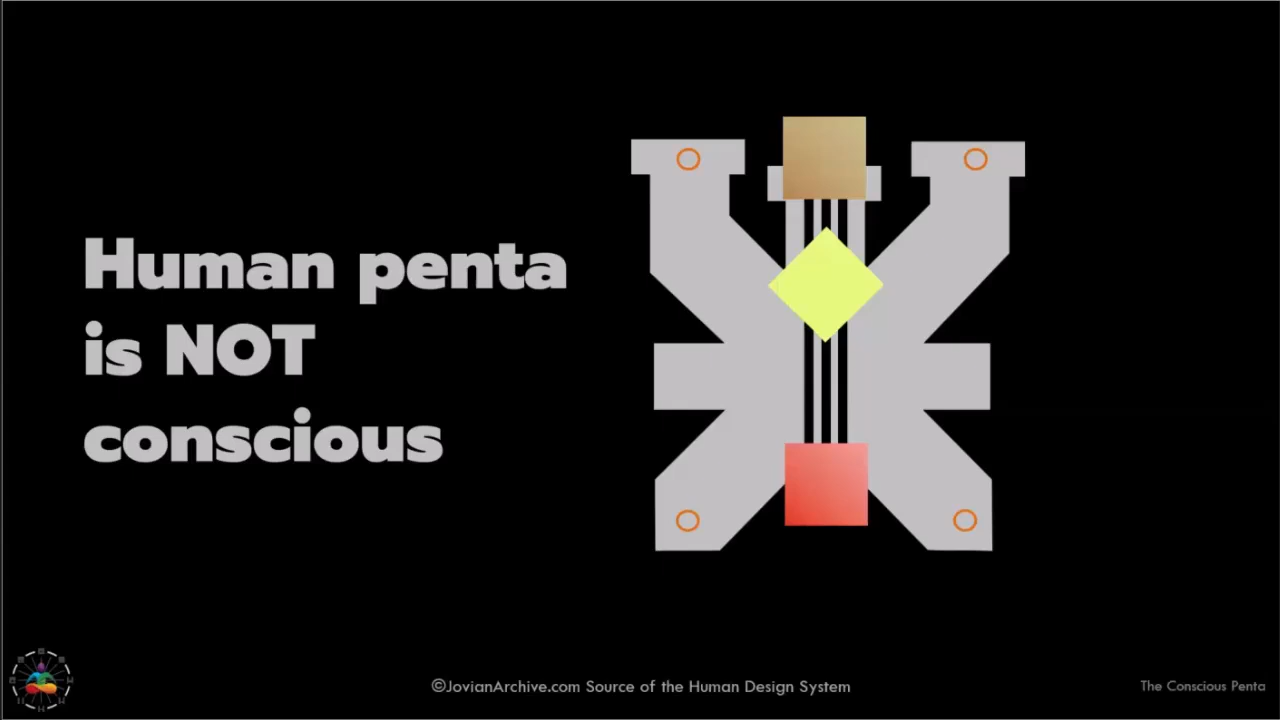 Human penta
is NOT
conscious
©JovianArchive.com Source of the Human Design System
The Conscious Penta